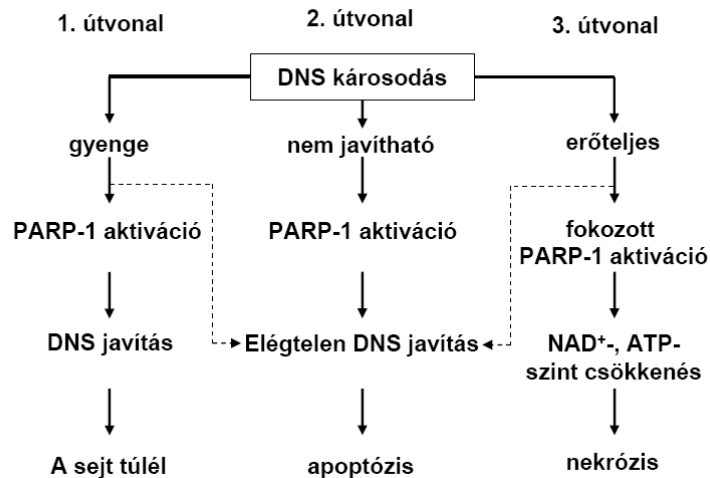 1. útvonal
2. útvonal
3. útvonal
DNS károsodás
gyenge
nem javítható
erőteljes
PARP-1 aktiváció
PARP-1 aktiváció
fokozott
PARP-1 aktiváció
DNS javítás
Elégtelen DNS javítás
NAD⁺-, ATP-
szint csökkenés
A sejt túlél
apoptózis
nekrózis